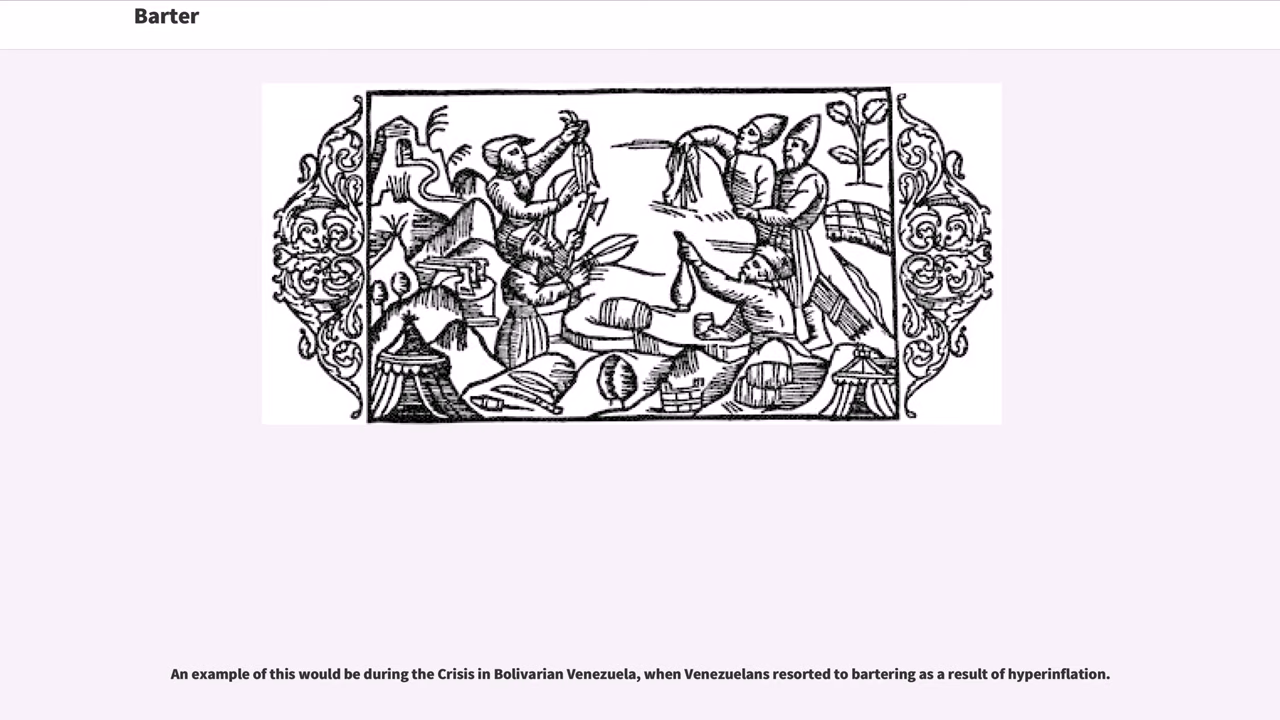 Barter
An example of this would be during the Crisis in Bolivarian Venezuela, when Venezuelans resorted to bartering as a result of hyperinflation.